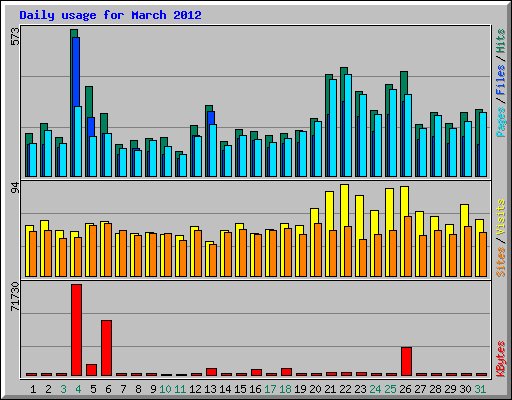 Daily usage for March 2012
573
Pages / Files / Hits
94
Sites / Visits
71730
KBytes
1 2 3 4 5 6 7 8 9 10 11 12 13 14 15 16 17 18 19 20 21 22 23 24 25 26 27 28 29 30 31